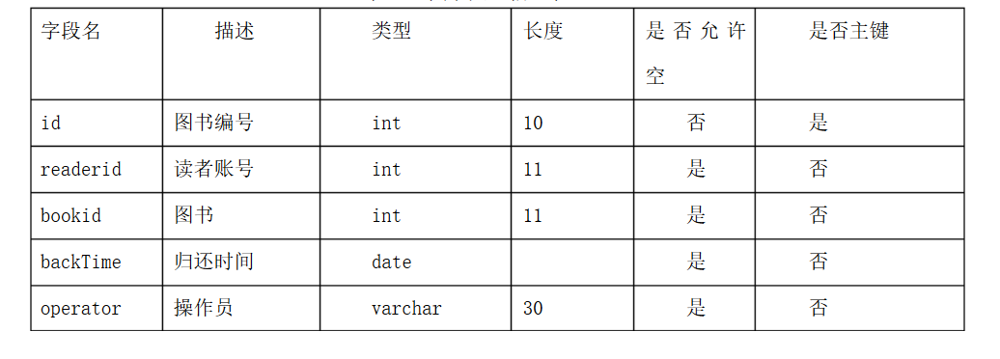 字段名 描述 类型 长度 是否允许空 是否主键
id 图书编号 int 10 否 是
readerid 读者账号 int 11 是 否
bookid 图书 int 11 是 否
backTime 归还时间 date 是 否
operator 操作员 varchar 30 是 否